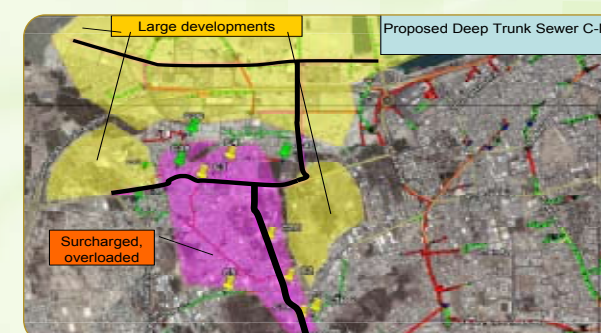 Large developments
Proposed Deep Trunk Sewer C-
Surcharged,
overloaded